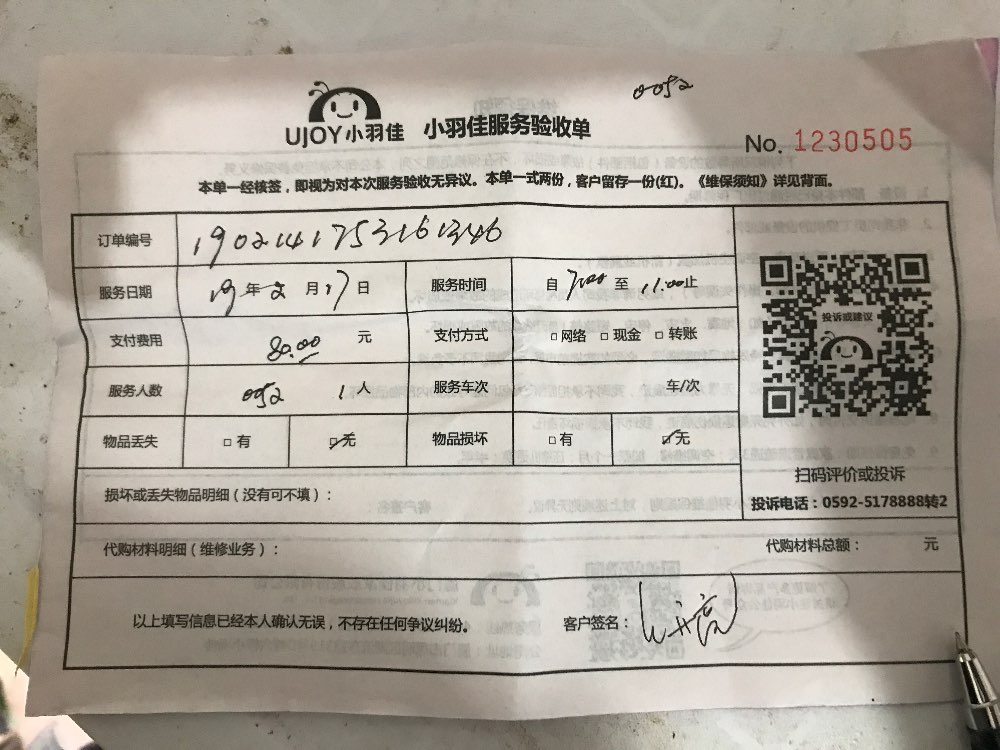 0052
UJOY小羽佳 小羽佳服务验收单
No. 1230505
本单一经核签，即视为对本次服务验收无异议。本单一式两份，客户留存一份(红)。《维保须知》详见背面。
订单编号 1902141753161346
服务日期 19年2月17日 服务时间 自7:00至11:00止
支付费用 80.00元 支付方式 □网络 □现金 □转账
投诉或建议
服务人数 0052 1人 服务车次 车/次
物品丢失 □有 ☑无 物品损坏 □有 ☑无
扫码评价或投诉
投诉电话：0592-5178888转2
损坏或丢失物品明细（没有可不填）：
代购材料明细（维修业务）： 代购材料总额： 元
以上填写信息已经本人确认无误，不存在任何争议纠纷。 客户签名：